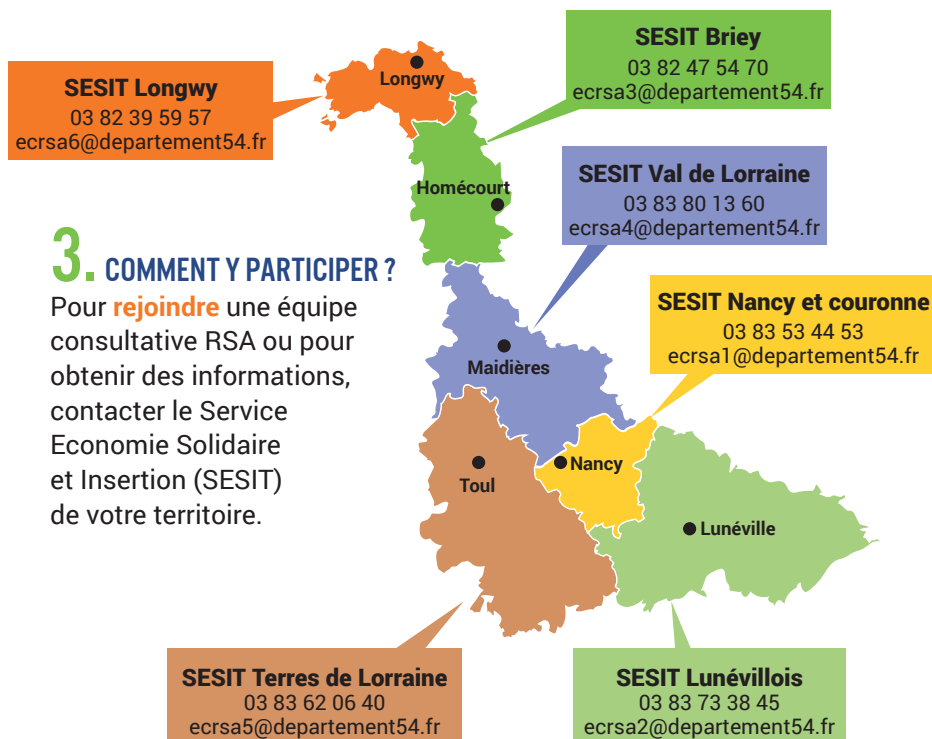 SESIT Briey
03 82 47 54 70
ecrsa3@departement54.fr
Longwy
SESIT Longwy
03 82 39 59 57
ecrsa6@departement54.fr
Homécourt
SESIT Val de Lorraine
03 83 80 13 60
ecrsa4@departement54.fr
3. COMMENT Y PARTICIPER ?
Pour rejoindre une équipe
consultative RSA ou pour
obtenir des informations,
contacter le Service
Economie Solidaire
et Insertion (SESIT)
de votre territoire.
SESIT Nancy et couronne
03 83 53 44 53
ecrsa1@departement54.fr
Maidières
Nancy
Toul
Lunéville
SESIT Terres de Lorraine
03 83 62 06 40
ecrsa5@departement54.fr
SESIT Lunévillois
03 83 73 38 45
ecrsa2@departement54.fr